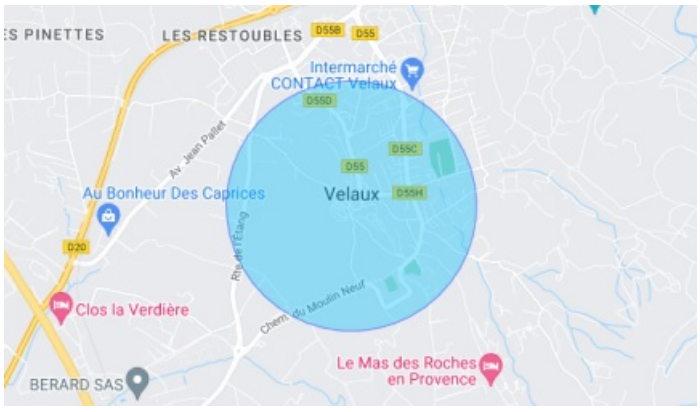 ES PINETTES
LES RESTOUBLES
D55B
D55
Intermarché
CONTACT Velaux
D55D
Av. Jean Pallet
D55C
D55
Velaux
D55H
Au Bonheur Des Caprices
D20
Rte de l'Étang
Clos la Verdière
Chem. du Moulin Neuf
Le Mas des Roches
en Provence
BERARD SAS